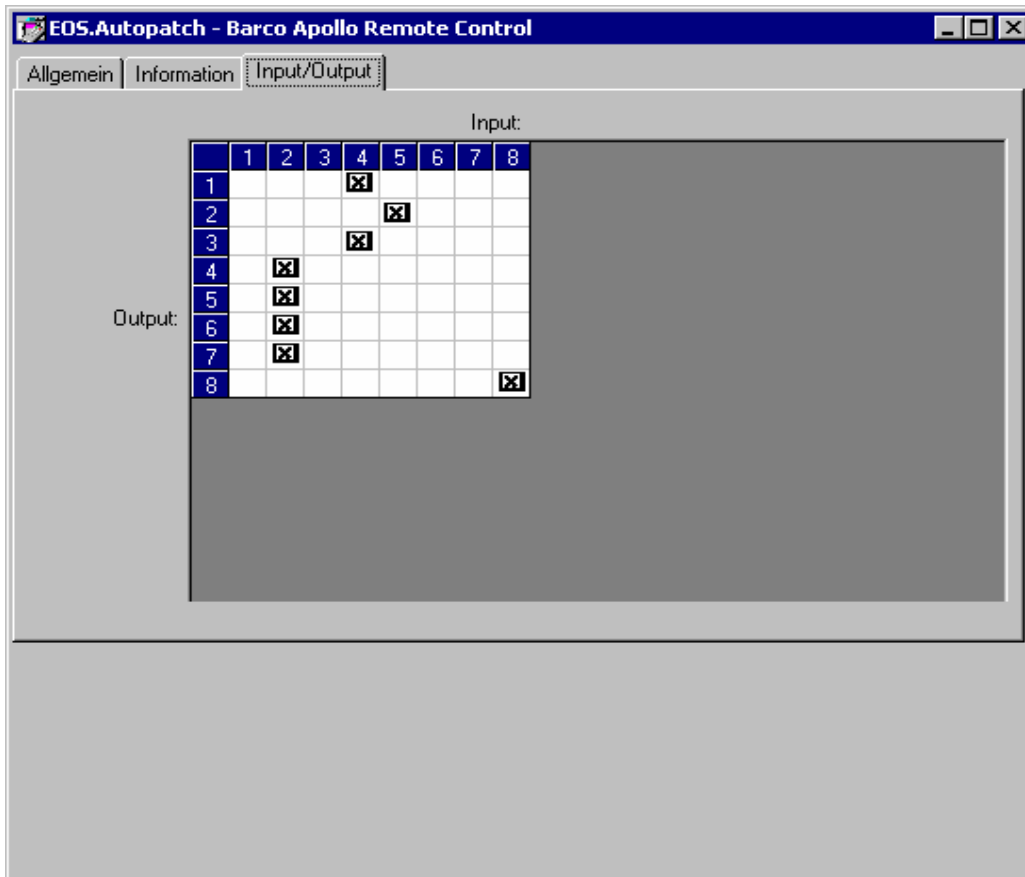 EOS.Autopatch - Barco Apollo Remote Control
Allgemein Information Input/Output
Input:
1 2 3 4 5 6 7 8
1
2
3
4
5
Output:
6
7
8